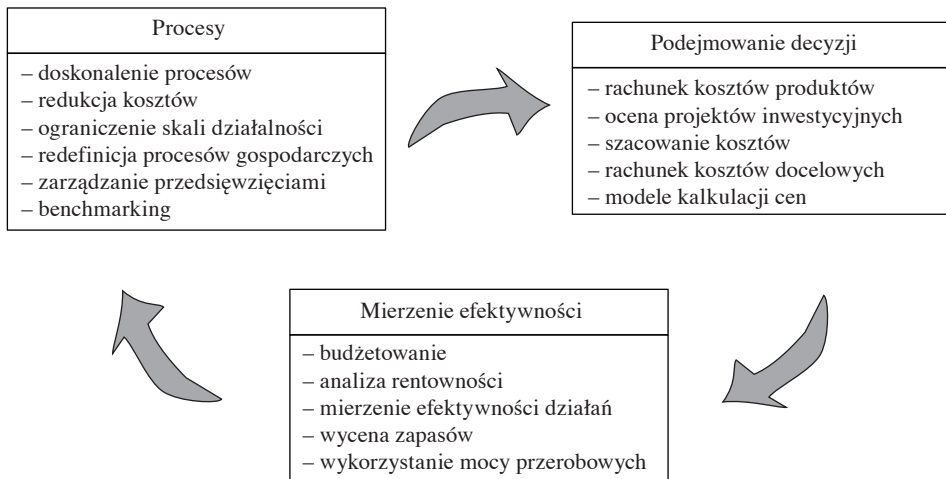 Procesy
– doskonalenie procesów
– redukcja kosztów
– ograniczenie skali działalności
– redefinicja procesów gospodarczych
– zarządzanie przedsięwzięciami
– benchmarking
Podejmowanie decyzji
– rachunek kosztów produktów
– ocena projektów inwestycyjnych
– szacowanie kosztów
– rachunek kosztów docelowych
– modele kalkulacji cen
Mierzenie efektywności
– budżetowanie
– analiza rentowności
– mierzenie efektywności działań
– wycena zapasów
– wykorzystanie mocy przerobowych